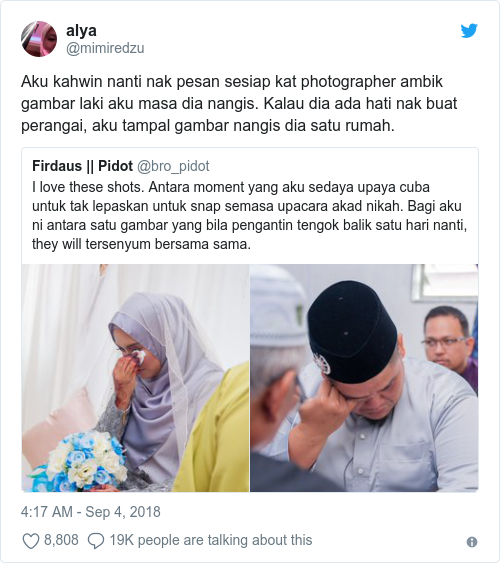 alya
@mimiredzu
Aku kahwin nanti nak pesan sesiap kat photographer ambik
gambar laki aku masa dia nangis. Kalau dia ada hati nak buat
perangai, aku tampal gambar nangis dia satu rumah.
Firdaus || Pidot @bro_pidot
I love these shots. Antara moment yang aku sedaya upaya cuba
untuk tak lepaskan untuk snap semasa upacara akad nikah. Bagi aku
ni antara satu gambar yang bila pengantin tengok balik satu hari nanti,
they will tersenyum bersama sama.
4:17 AM - Sep 4, 2018
8,808 19K people are talking about this